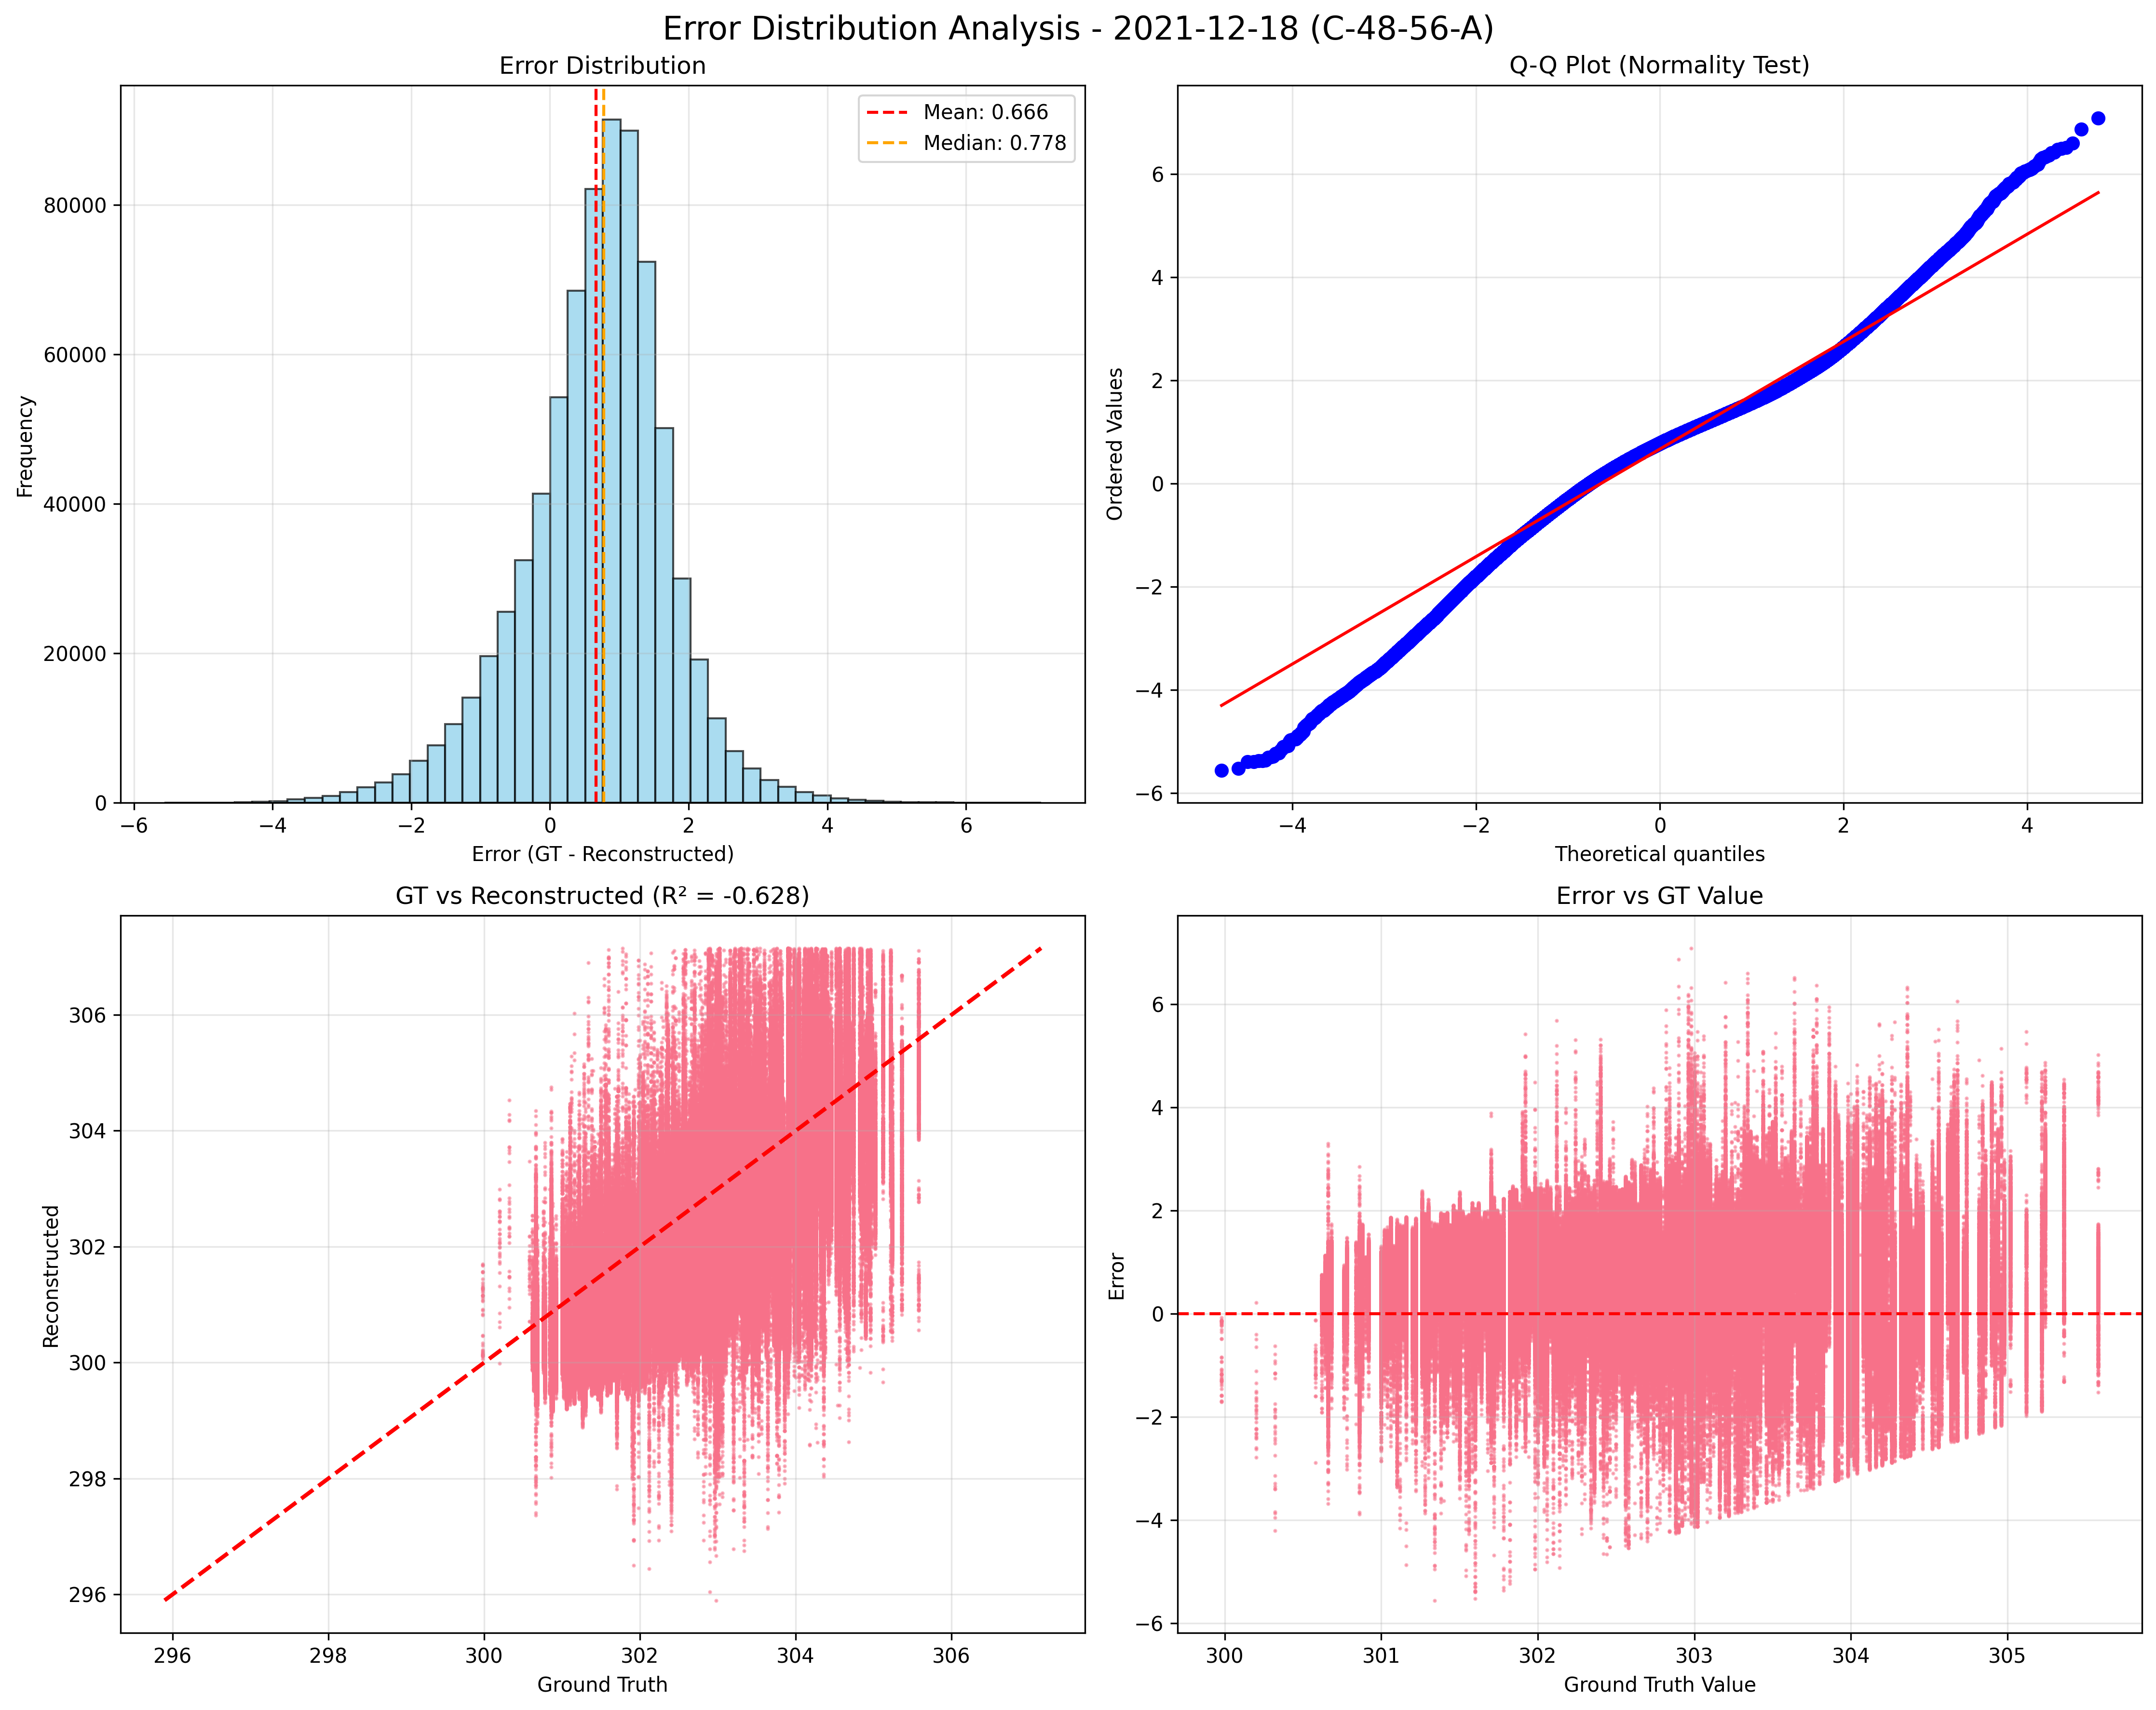 Error Distribution Analysis - 2021-12-18 (C-48-56-A)
Error Distribution
Mean: 0.666
Median: 0.778
Frequency
80000
60000
40000
20000
0
−6 −4 −2 0 2 4 6
Error (GT - Reconstructed)
Q-Q Plot (Normality Test)
Ordered Values
6
4
2
0
−2
−4
−6
−4 −2 0 2 4
Theoretical quantiles
GT vs Reconstructed (R² = -0.628)
Reconstructed
306
304
302
300
298
296
296 298 300 302 304 306
Ground Truth
Error vs GT Value
Error
6
4
2
0
−2
−4
−6
300 301 302 303 304 305
Ground Truth Value